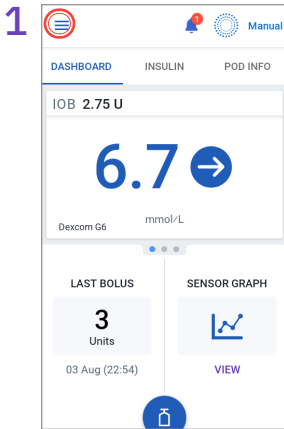 1
1
Manual
DASHBOARD INSULIN POD INFO
IOB 2.75 U
6.7
mmol/L
Dexcom G6
LAST BOLUS SENSOR GRAPH
3
Units
03 Aug (22:54) VIEW